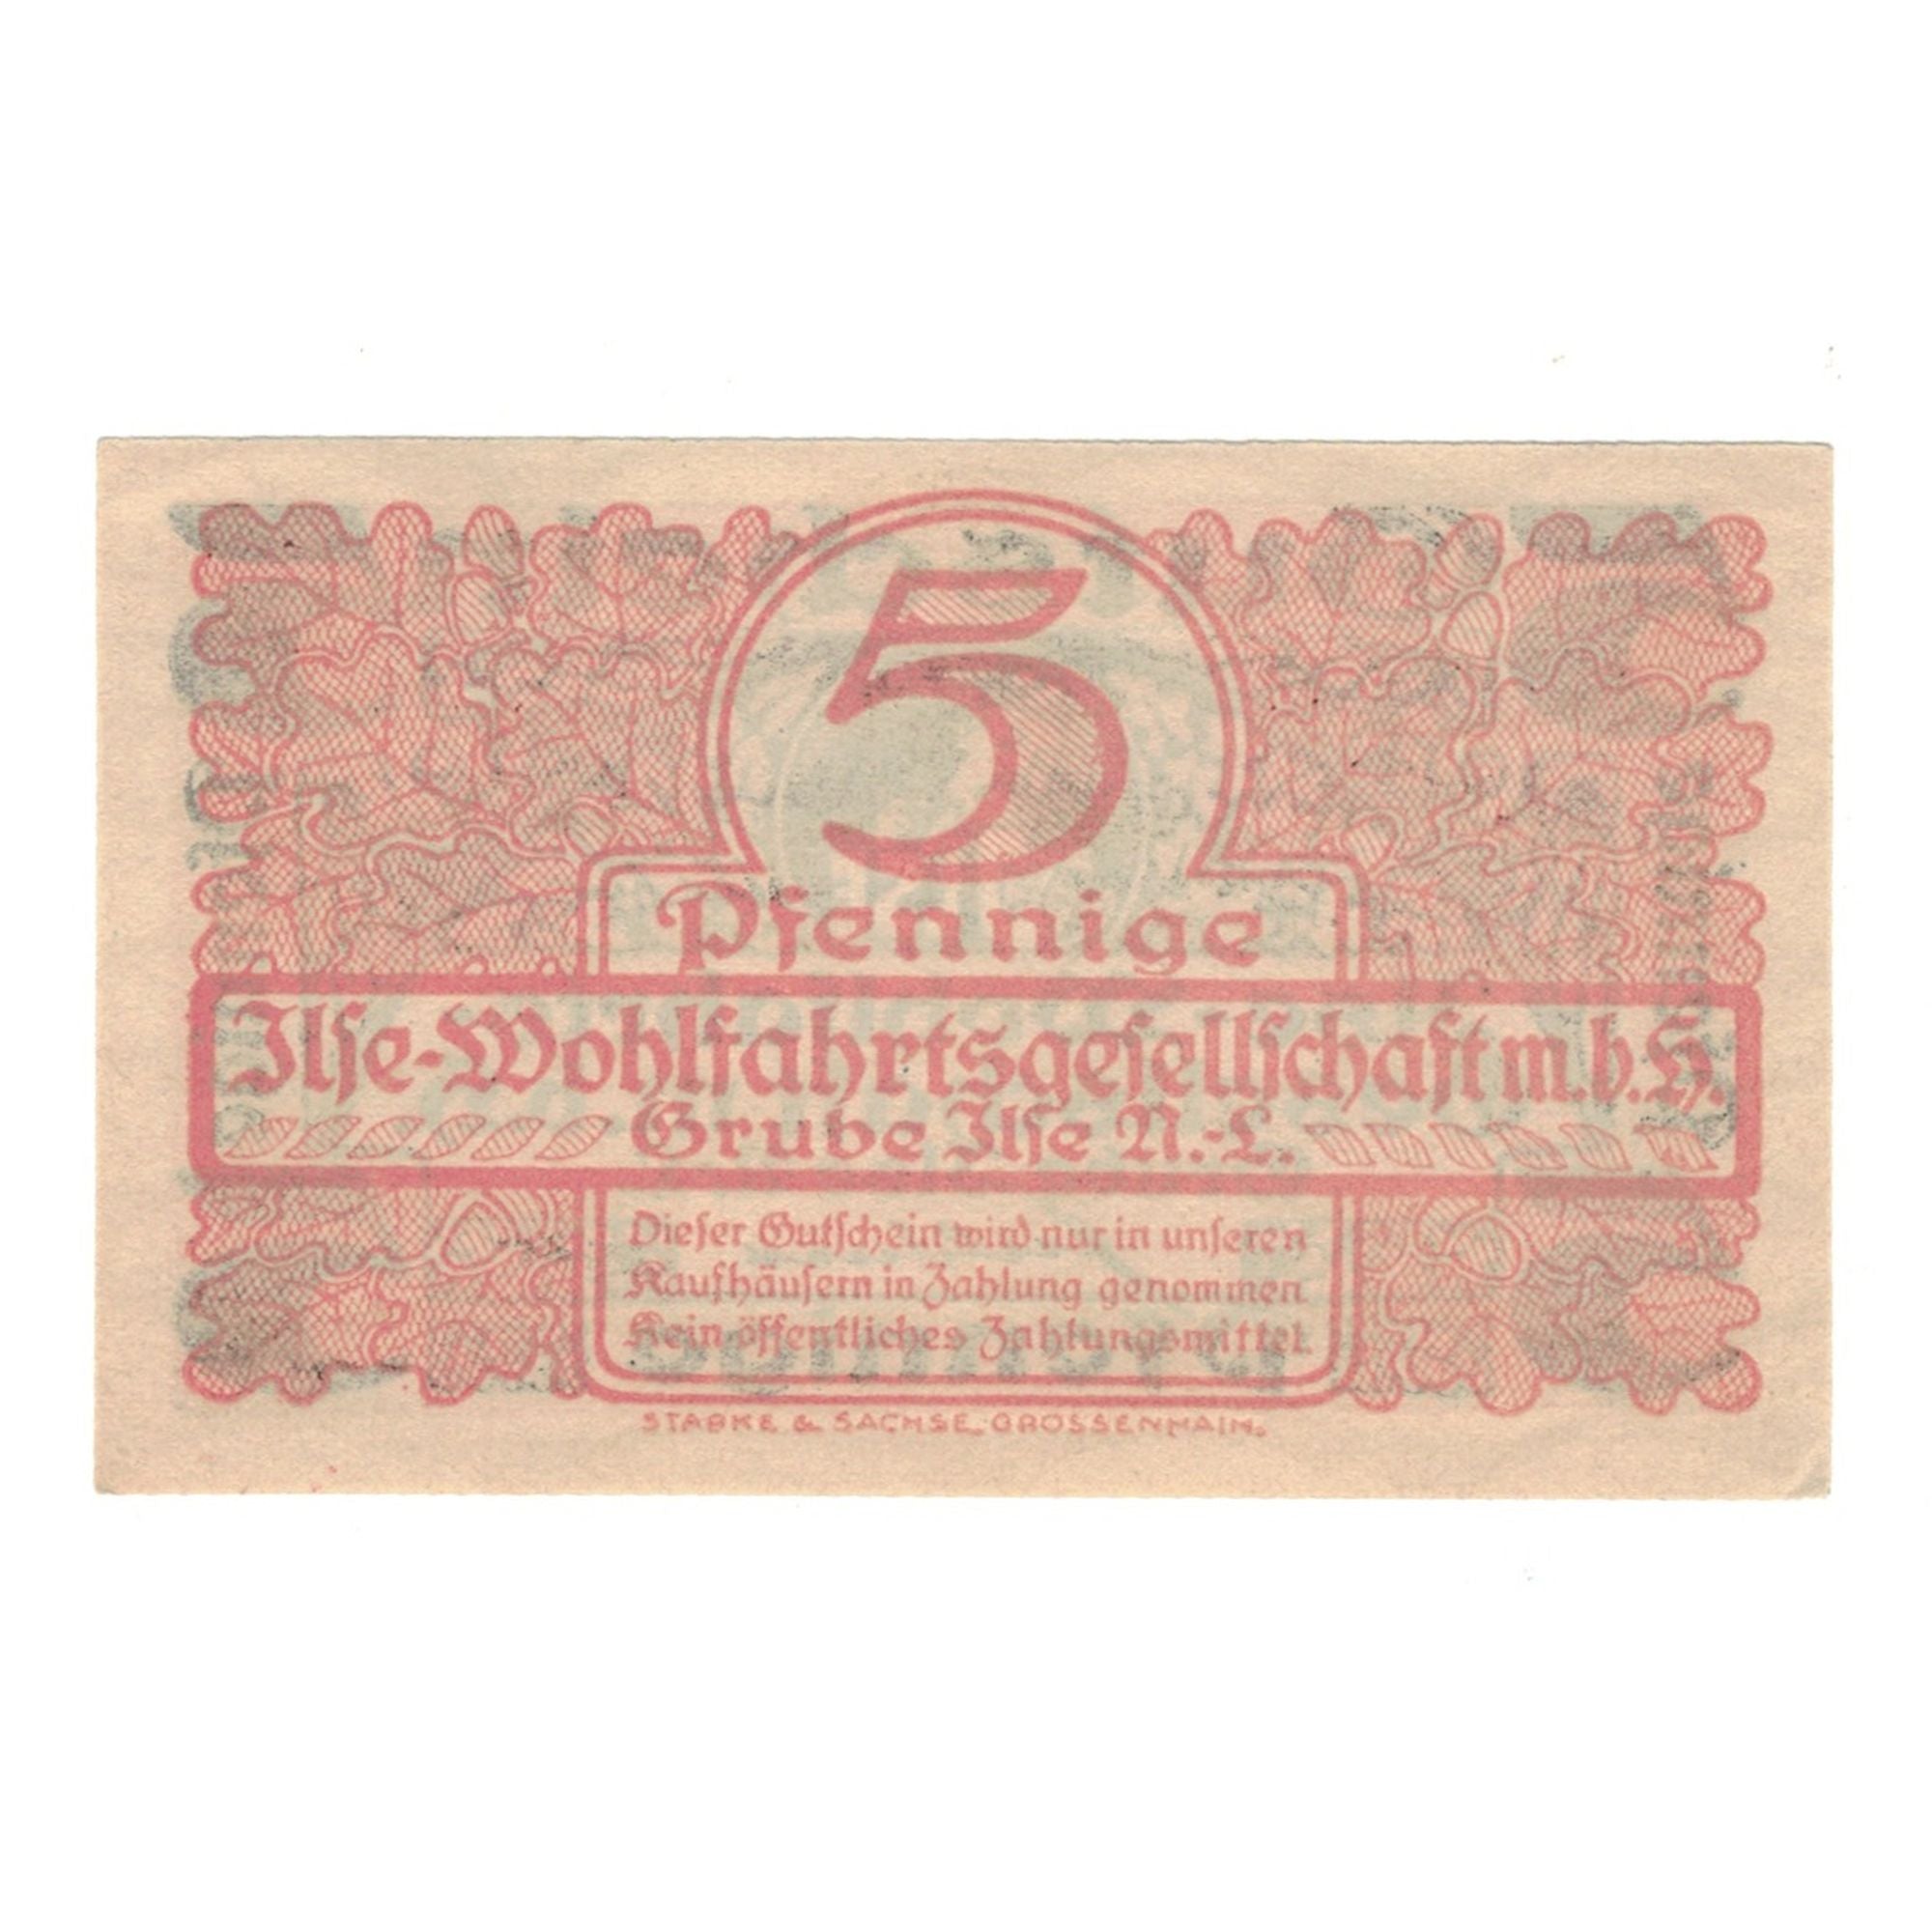 5
Pfennige
Ilse-Wohlfahrtsgesellschaft m.b.H.
Grube Ilse N.-L.
Dieser Gutschein wird nur in unseren
Kaufhäusern in Zahlung genommen
Kein öffentliches Zahlungsmittel.
STARKE & SACHSE, GROSSENHAIN.